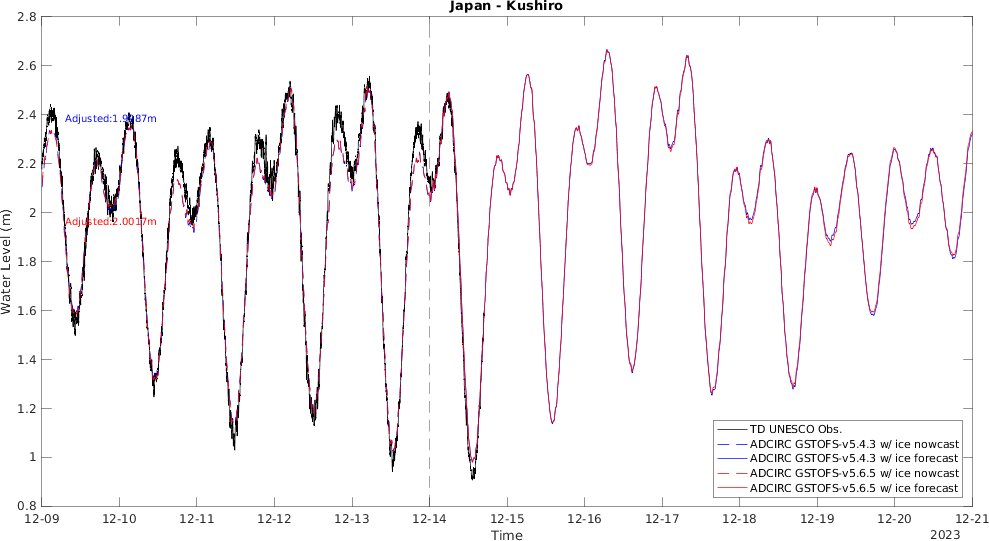 Japan - Kushiro
2.8
2.6
2.4
2.2
2
1.8
1.6
1.4
1.2
1
0.8
Water Level (m)
Adjusted:2.0017m
TD UNESCO Obs.
ADCIRC GSTOFS-v5.4.3 w/ ice nowcast
ADCIRC GSTOFS-v5.4.3 w/ ice forecast
ADCIRC GSTOFS-v5.6.5 w/ ice nowcast
ADCIRC GSTOFS-v5.6.5 w/ ice forecast
12-09 12-10 12-11 12-12 12-13 12-14 12-15 12-16 12-17 12-18 12-19 12-20 12-21
Time
2023